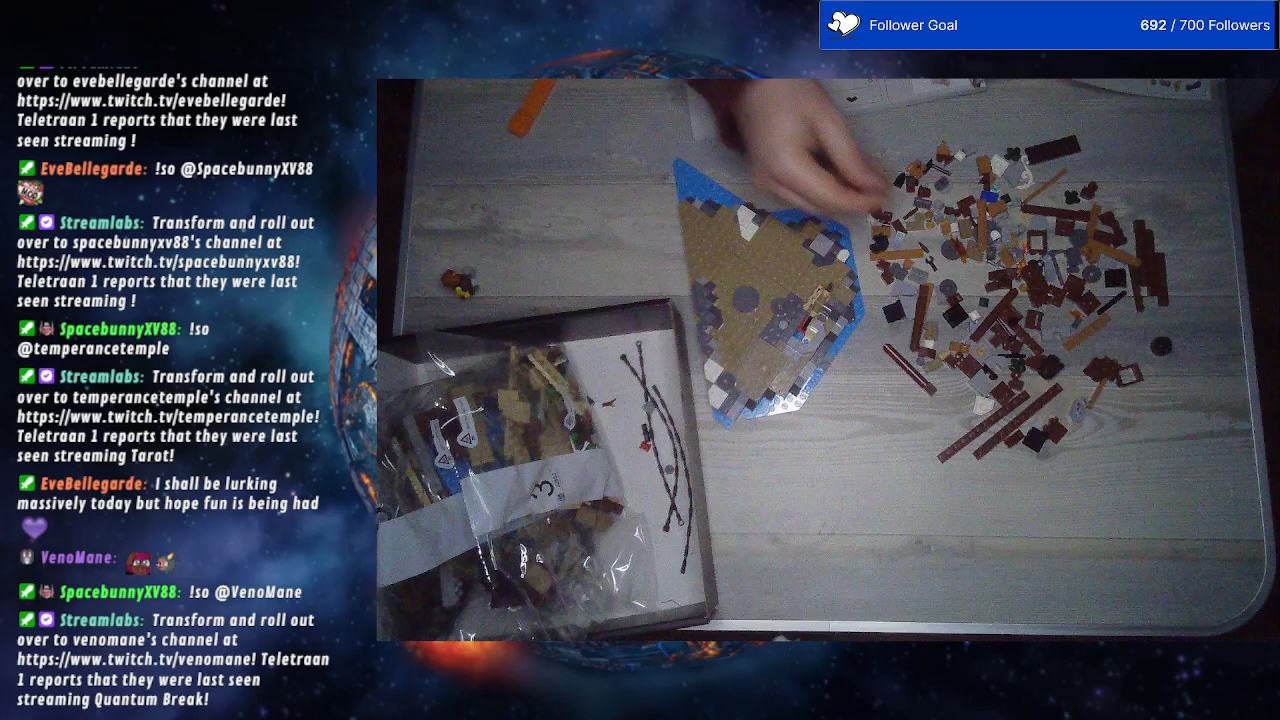 Follower Goal
692 / 700 Followers
over to evebellegarde's channel at
https://www.twitch.tv/evebellegarde!
Teletraan 1 reports that they were last
seen streaming !
EveBellegarde: !so @SpacebunnyXV88
Streamlabs: Transform and roll out
over to spacebunnyxv88's channel at
https://www.twitch.tv/spacebunnyxv88!
Teletraan 1 reports that they were last
seen streaming !
SpacebunnyXV88: !so
@temperancetemple
Streamlabs: Transform and roll out
over to temperancetemple's channel at
https://www.twitch.tv/temperancetemple!
Teletraan 1 reports that they were last
seen streaming Tarot!
EveBellegarde: I shall be lurking
massively today but hope fun is being had
VenoMane:
SpacebunnyXV88: !so @VenoMane
Streamlabs: Transform and roll out
over to venomane's channel at
https://www.twitch.tv/venomane! Teletraan
1 reports that they were last seen
streaming Quantum Break!
3